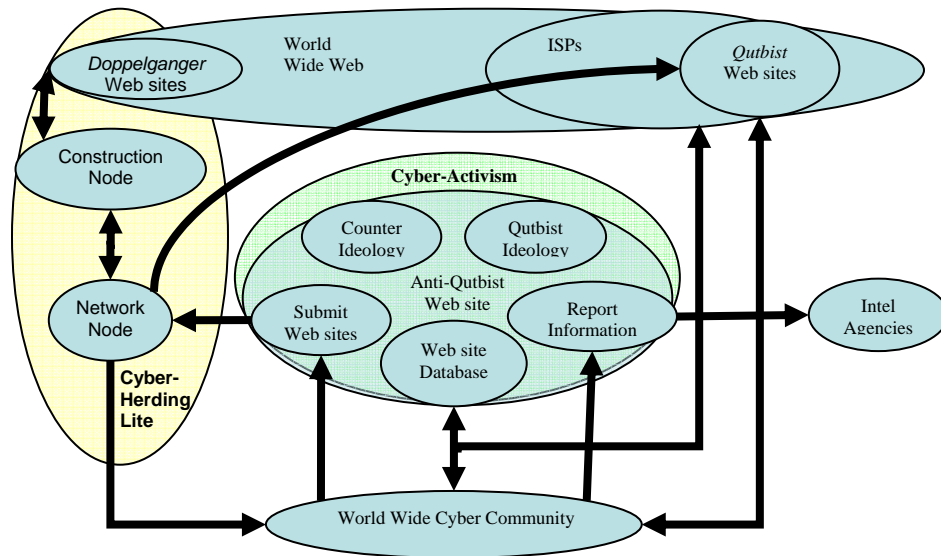 World
Wide Web
ISPs
Qutbist
Web sites
Doppelganger
Web sites
Construction
Node
Cyber-Activism
Counter
Ideology
Qutbist
Ideology
Anti-Qutbist
Web site
Network
Node
Submit
Web sites
Report
Information
Intel
Agencies
Web site
Database
Cyber-
Herding
Lite
World Wide Cyber Community